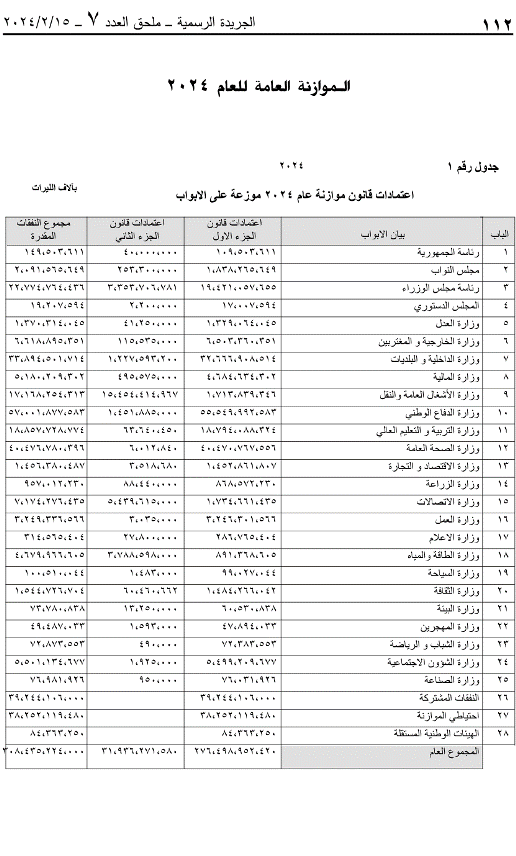 ١١٢ الجريدة الرسمية ــ ملحق العدد ٧ ــ ٢٠٢٤/٢/١٥
الموازنة العامة للعام ٢٠٢٤
جدول رقم ١ ٢٠٢٤
اعتمادات قانون موازنة عام ٢٠٢٤ موزعة على الابواب بآلاف الليرات
الباب بيان الابواب اعتمادات قانون الجزء الاول اعتمادات قانون الجزء الثاني مجموع النفقات المقدرة
١ رئاسة الجمهورية ١٠٩،٥٠٣،٦١١ ٤٠،٠٠٠،٠٠٠ ١٤٩،٥٠٣،٦١١
٢ مجلس النواب ١،٨٣٨،٢٦٥،٦٤٩ ٢٥٣،٣٠٠،٠٠٠ ٢،٠٩١،٥٦٥،٦٤٩
٣ رئاسة مجلس الوزراء ١٩،٤٢١،٠٥٧،٦٥٥ ٣،٣٥٣،٧٠٦،٧٨١ ٢٢،٧٧٤،٧٦٤،٤٣٦
٤ المجلس الدستوري ١٧،٠٠٧،٥٩٤ ٢،٢٠٠،٠٠٠ ١٩،٢٠٧،٥٩٤
٥ وزارة العدل ١،٣٢٩،٠٦٤،٠٤٥ ٤١،٢٥٠،٠٠٠ ١،٣٧٠،٣١٤،٠٤٥
٦ وزارة الخارجية و المغتربين ٦،٥٠٣،٣٦٠،٣٥١ ١١٥،٥٣٥،٠٠٠ ٦،٦١٨،٨٩٥،٣٥١
٧ وزارة الداخلية و البلديات ٣٢،٦٦٦،٩٠٨،٥١٤ ١،٢٢٧،٥٩٣،٢٠٠ ٣٣،٨٩٤،٥٠١،٧١٤
٨ وزارة المالية ٤،٦٨٤،٦٣٤،٣٠٢ ٤٩٥،٥٧٥،٠٠٠ ٥،١٨٠،٢٠٩،٣٠٢
٩ وزارة الأشغال العامة والنقل ١،٧١٣،٨٣٩،٣٤٦ ١٥،٤٥٤،٤١٤،٩٦٧ ١٧،١٦٨،٢٥٤،٣١٣
١٠ وزارة الدفاع الوطني ٥٥،٥٤٩،٩٩٢،٥٨٣ ١،٤٥١،٨٨٥،٠٠٠ ٥٧،٠٠١،٨٧٧،٥٨٣
١١ وزارة التربية و التعليم العالي ١٨،٧٩٤،٠٨٨،٣٢٤ ٦٣،٦٤٠،٤٥٠ ١٨،٨٥٧،٧٢٨،٧٧٤
١٢ وزارة الصحة العامة ٤٠،٤٧٠،٧٦٧،٥٥٦ ٦،٠١٢،٨٤٠ ٤٠،٤٧٦،٧٨٠،٣٩٦
١٣ وزارة الاقتصاد و التجارة ١،٤٥٢،٨٦١،٨٠٧ ٣،٥١٨،٦٨٠ ١،٤٥٦،٣٨٠،٤٨٧
١٤ وزارة الزراعة ٨٦٨،٥٧٢،٢٣٠ ٨٨،٤٤٠،٠٠٠ ٩٥٧،٠١٢،٢٣٠
١٥ وزارة الاتصالات ١،٧٣٤،٦٦١،٤٣٥ ٥،٤٣٩،٦١٥،٠٠٠ ٧،١٧٤،٢٧٦،٤٣٥
١٦ وزارة العمل ٣،٢٤٦،٣٠١،٥٦٦ ٣،٠٣٥،٠٠٠ ٣،٢٤٩،٣٣٦،٥٦٦
١٧ وزارة الاعلام ٢٨٦،٧٦٥،٤٠٤ ٢٧،٨٠٠،٠٠٠ ٣١٤،٥٦٥،٤٠٤
١٨ وزارة الطاقة والمياه ٨٩١،٣٦٨،٦٠٥ ٣،٧٨٨،٥٩٨،٠٠٠ ٤،٦٧٩،٩٦٦،٦٠٥
١٩ وزارة السياحة ٩٩،٠٢٧،٠٤٤ ١،٤٨٣،٠٠٠ ١٠٠،٥١٠،٠٤٤
٢٠ وزارة الثقافة ١،٤٨٤،٢٦٦،٠٤٢ ٦٠،٤٦٠،٦٦٢ ١،٥٤٤،٧٢٦،٧٠٤
٢١ وزارة البيئة ٦٠،٥٣٠،٨٣٨ ١٣،٢٥٠،٠٠٠ ٧٣،٧٨٠،٨٣٨
٢٢ وزارة المهجرين ٤٧،٨٩٤،٠٣٣ ١،٥٩٣،٠٠٠ ٤٩،٤٨٧،٠٣٣
٢٣ وزارة الشباب و الرياضة ٧٢،٣٨٣،٥٥٣ ٤٩٠،٠٠٠ ٧٢،٨٧٣،٥٥٣
٢٤ وزارة الشؤون الاجتماعية ٥،٤٩٩،٢٠٩،٦٧٧ ١،٩٢٥،٠٠٠ ٥،٥٠١،١٣٤،٦٧٧
٢٥ وزارة الصناعة ٧٦،٠٣١،٩٢٦ ٩٥٠،٠٠٠ ٧٦،٩٨١،٩٢٦
٢٦ النفقات المشتركة ٣٩،٢٤٤،١٠٦،٠٠٠ ٣٩،٢٤٤،١٠٦،٠٠٠
٢٧ احتياطي الموازنة ٣٨،٢٥٢،١١٩،٤٨٠ ٣٨،٢٥٢،١١٩،٤٨٠
٢٨ الهيئات الوطنية المستقلة ٨٤،٣٦٣،٢٥٠ ٨٤،٣٦٣،٢٥٠
المجموع العام ٢٧٦،٤٩٨،٩٥٢،٤٢٠ ٣١،٩٣٦،٢٧١،٥٨٠ ٣٠٨،٤٣٥،٢٢٤،٠٠٠